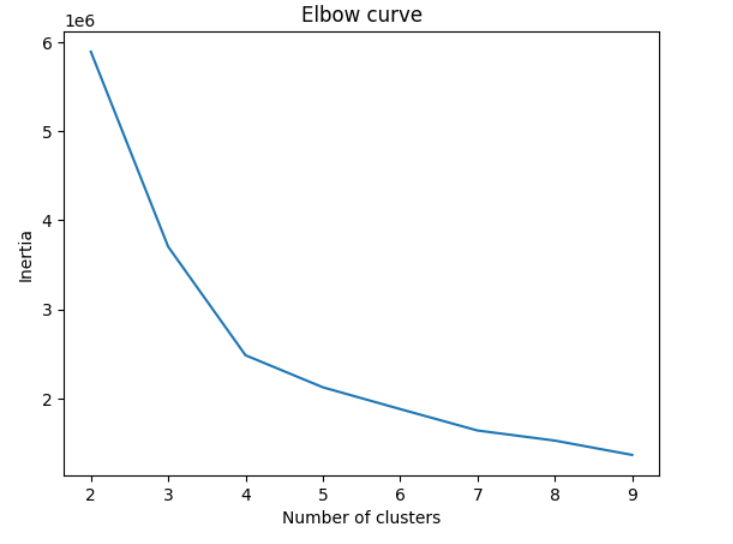 Elbow curve
1e6
6
5
4
3
2
Inertia
2 3 4 5 6 7 8 9
Number of clusters